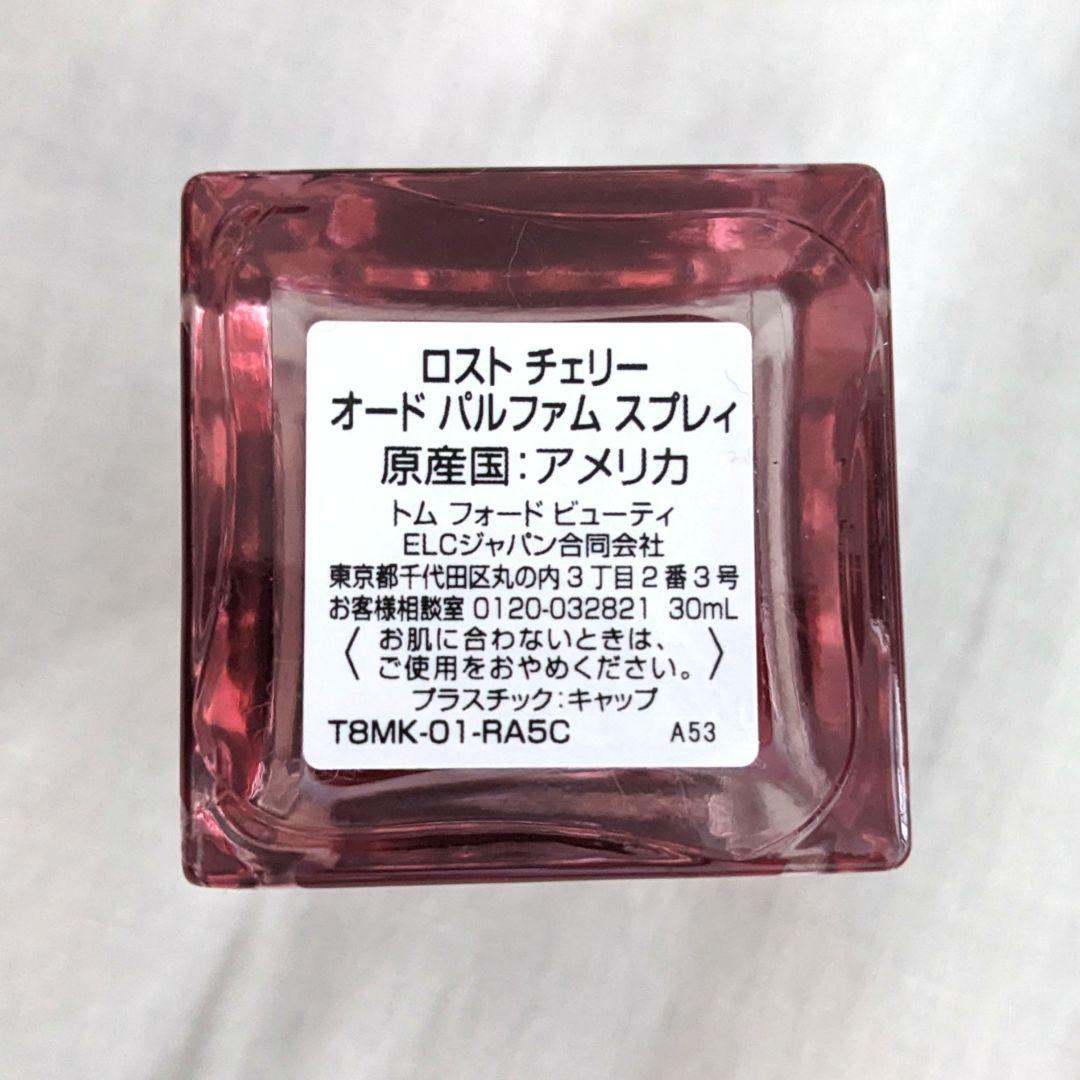 ロスト チェリー
オード パルファム スプレィ
原産国：アメリカ
トム フォード ビューティ
ELCジャパン合同会社
東京都千代田区丸の内3丁目2番3号
お客様相談室 0120-032821 30mL
〈お肌に合わないときは、
ご使用をおやめください。〉
プラスチック：キャップ
T8MK-01-RA5C A53